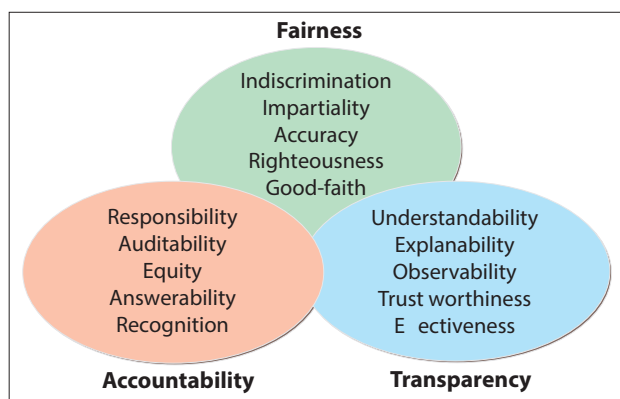 Fairness
Indiscrimination
Impartiality
Accuracy
Righteousness
Good-faith
Responsibility
Auditability
Equity
Answerability
Recognition
Understandability
Explanability
Observability
Trust worthiness
E ectiveness
Accountability
Transparency